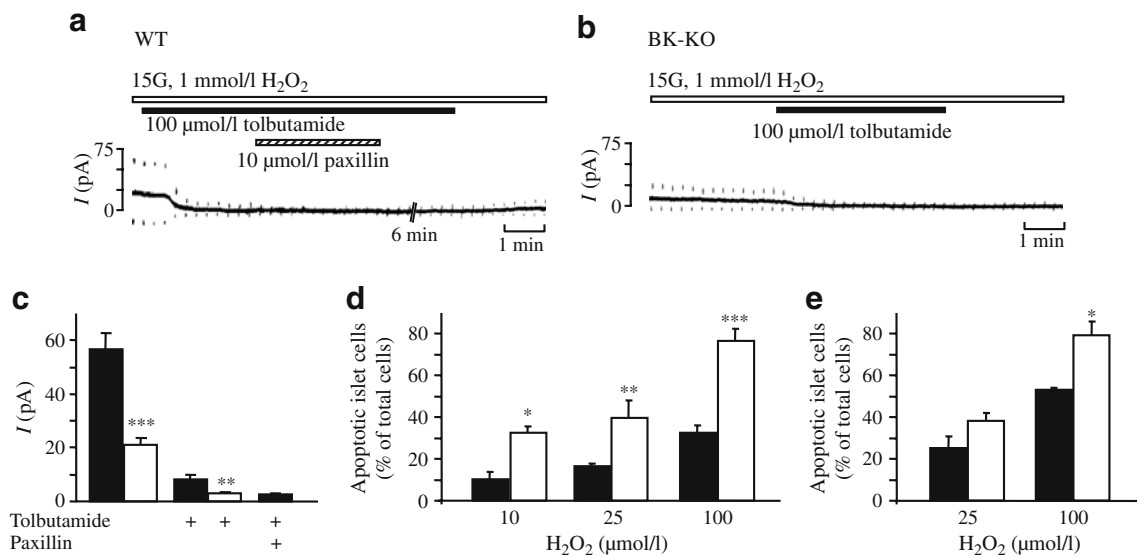 a
WT
15G, 1 mmol/l H₂O₂
100 µmol/l tolbutamide
10 µmol/l paxillin
75
0
I (pA)
6 min
1 min
b
BK-KO
15G, 1 mmol/l H₂O₂
100 µmol/l tolbutamide
75
0
I (pA)
1 min
c
60
40
20
0
I (pA)
***
**
Tolbutamide + + +
Paxillin +
d
Apoptotic islet cells
(% of total cells)
80
60
40
20
0
*
**
***
10 25 100
H₂O₂ (µmol/l)
e
Apoptotic islet cells
(% of total cells)
80
60
40
20
0
*
25 100
H₂O₂ (µmol/l)